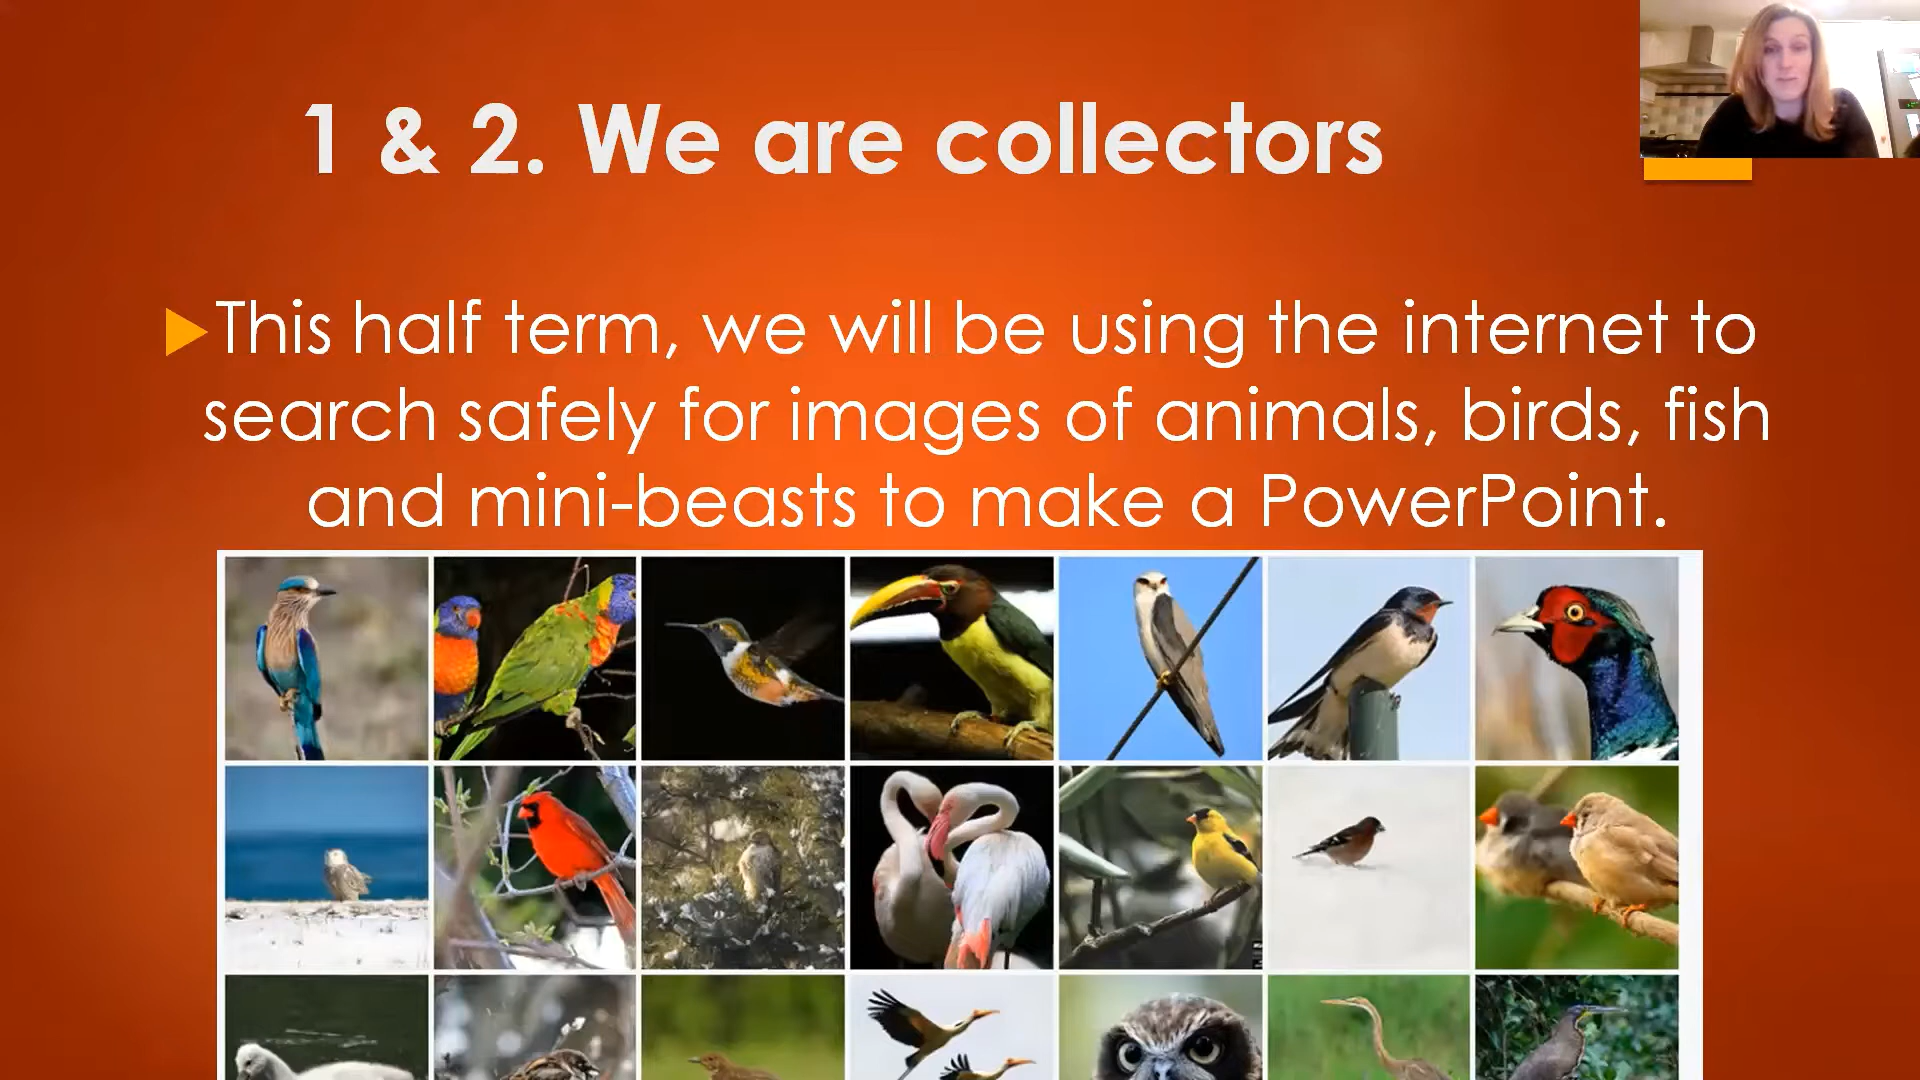 1 & 2. We are collectors
This half term, we will be using the internet to
search safely for images of animals, birds, fish
and mini-beasts to make a PowerPoint.